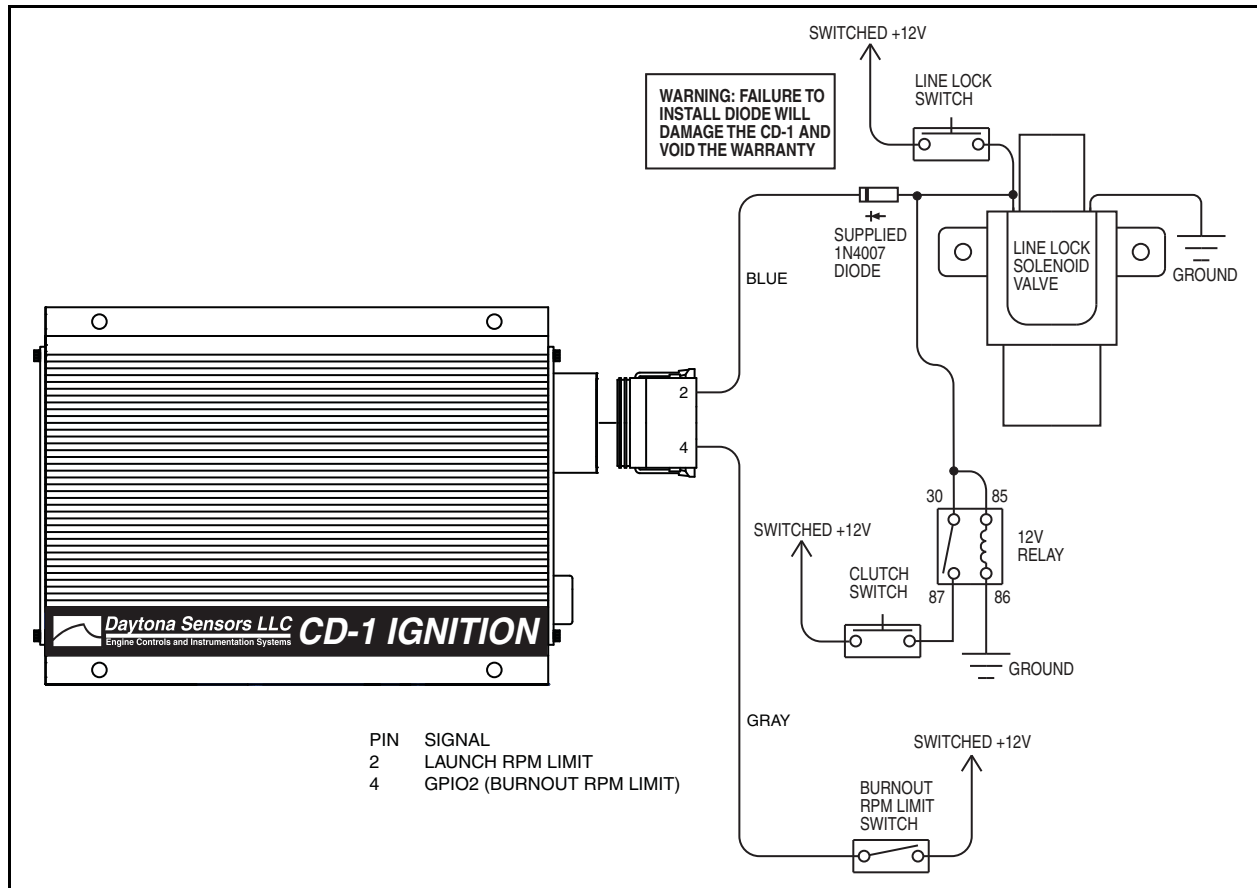 SWITCHED +12V
LINE LOCK
SWITCH
WARNING: FAILURE TO
INSTALL DIODE WILL
DAMAGE THE CD-1 AND
VOID THE WARRANTY
SUPPLIED
1N4007
DIODE
LINE LOCK
SOLENOID
VALVE
GROUND
BLUE
2
4
30
85
12V
RELAY
87
86
SWITCHED +12V
CLUTCH
SWITCH
GROUND
Daytona Sensors LLC
Engine Controls and Instrumentation Systems
CD-1 IGNITION
GRAY
PIN SIGNAL
2 LAUNCH RPM LIMIT
4 GPIO2 (BURNOUT RPM LIMIT)
SWITCHED +12V
BURNOUT
RPM LIMIT
SWITCH